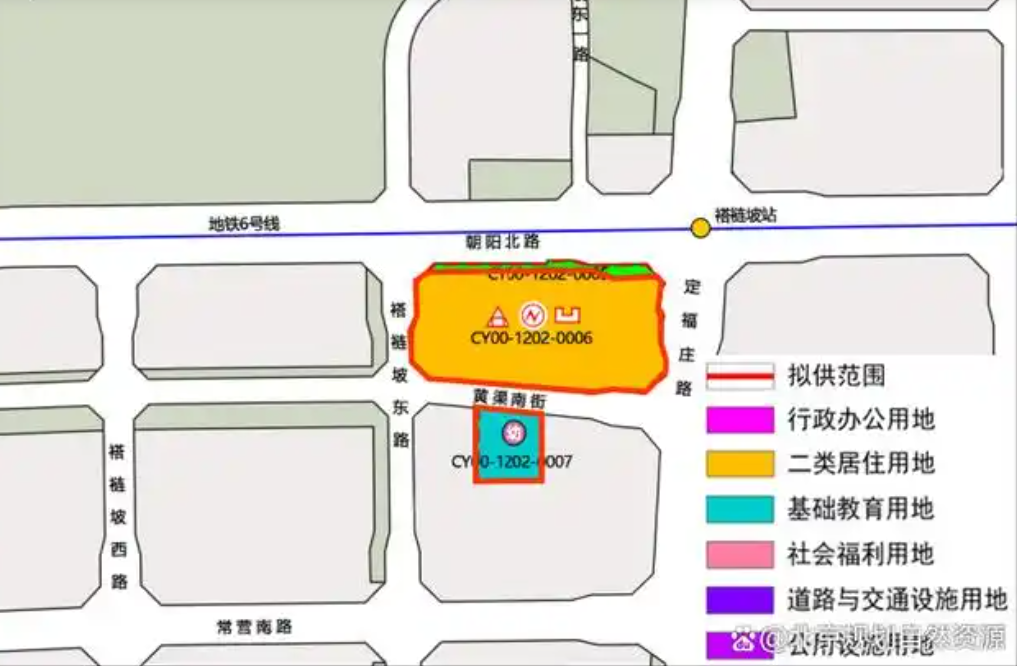 东
路
地铁6号线
褡裢坡站
朝阳北路
CY00-1202-000
定福庄路
褡裢坡东路
CY00-1202-0006
黄渠南街
CY00-1202-0007
褡裢坡西路
常营南路
拟供范围
行政办公用地
二类居住用地
基础教育用地
社会福利用地
道路与交通设施用地
公用设施用地
@北京规划自然资源